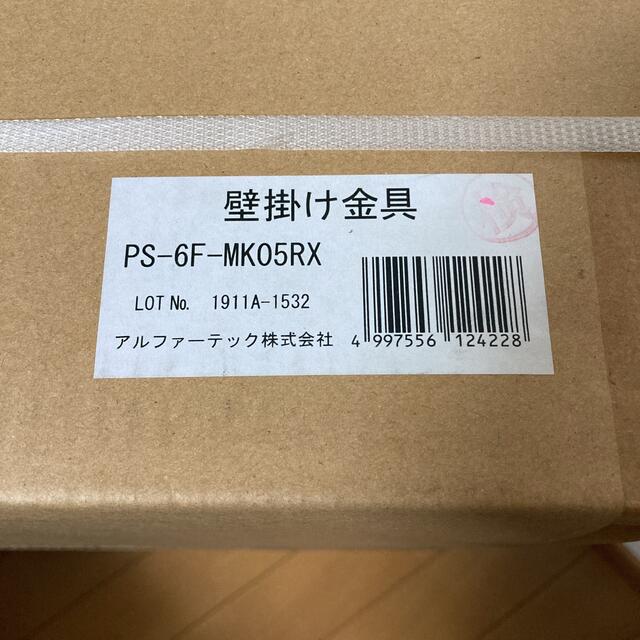 壁掛け金具
PS-6F-MK05RX
LOT No. 1911A-1532
アルファーテック株式会社
4 997556 124228